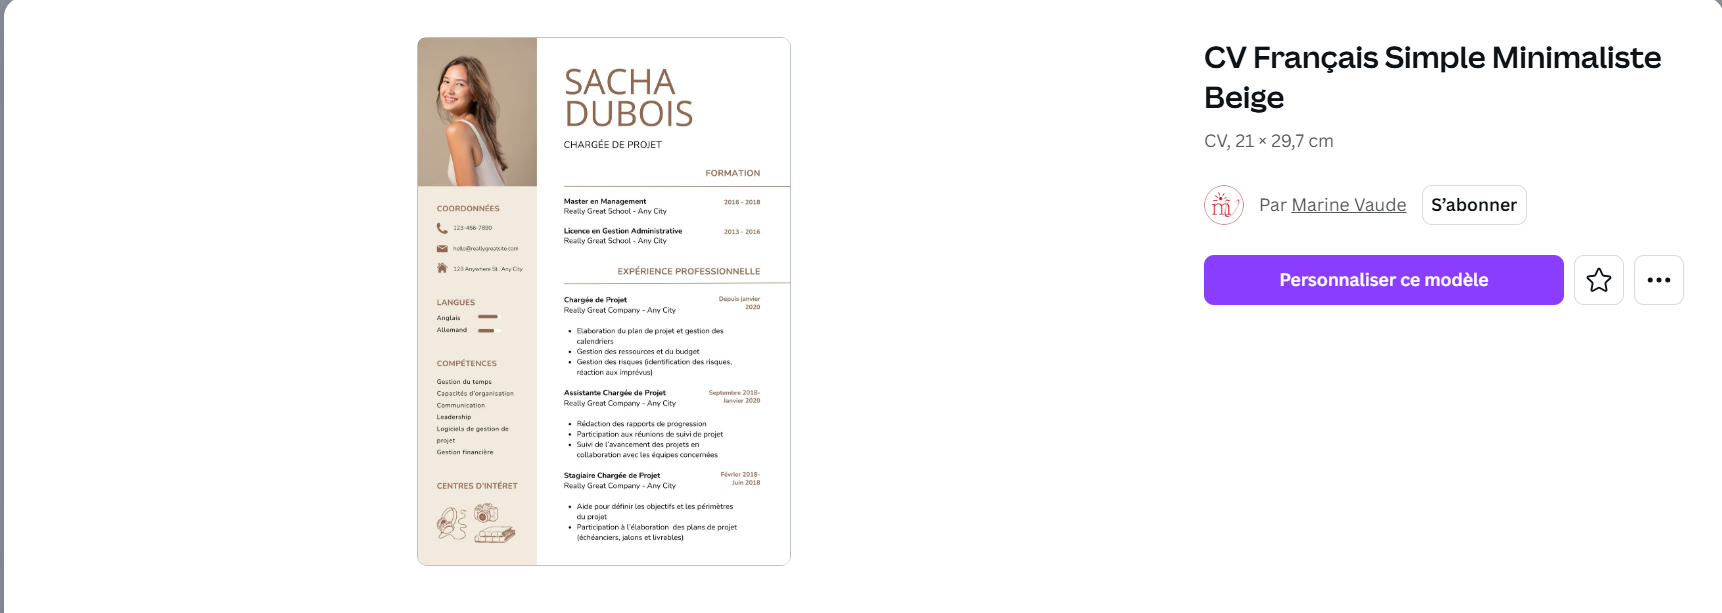 SACHA
DUBOIS
CHARGÉE DE PROJET
FORMATION
Master en Management
2016 - 2018
Really Great School - Any City
Licence en Gestion Administrative
2013 - 2016
Really Great School - Any City
EXPÉRIENCE PROFESSIONNELLE
Chargée de Projet
Depuis janvier
2020
Really Great Company - Any City
• Elaboration du plan de projet et gestion des
calendriers
• Gestion des ressources et du budget
• Gestion des risques (identification des risques,
réaction aux imprévus)
Assistante Chargée de Projet
Septembre 2018-
Janvier 2020
Really Great Company - Any City
• Rédaction des rapports de progression
• Participation aux réunions de suivi de projet
• Suivi de l'avancement des projets en
collaboration avec les équipes concernées
Stagiaire Chargée de Projet
Février 2018-
Juin 2018
Really Great Company - Any City
• Aide pour définir les objectifs et les périmètres
du projet
• Participation à l'élaboration des plans de projet
(échéanciers, jalons et livrables)
COORDONNÉES
123-456-7890
hello@reallygreatsite.com
123 Anywhere St., Any City
LANGUES
Anglais
Allemand
COMPÉTENCES
Gestion du temps
Capacités d'organisation
Communication
Leadership
Logiciels de gestion de
projet
Gestion financière
CENTRES D'INTÉRET
CV Français Simple Minimaliste
Beige
CV, 21 × 29,7 cm
m
Par Marine Vaude
S'abonner
Personnaliser ce modèle